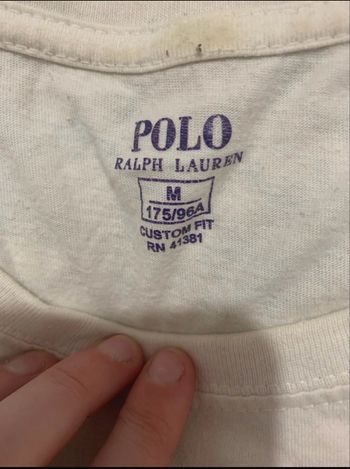 POLO
RALPH LAUREN
M
175/96A
CUSTOM FIT
RN 41381